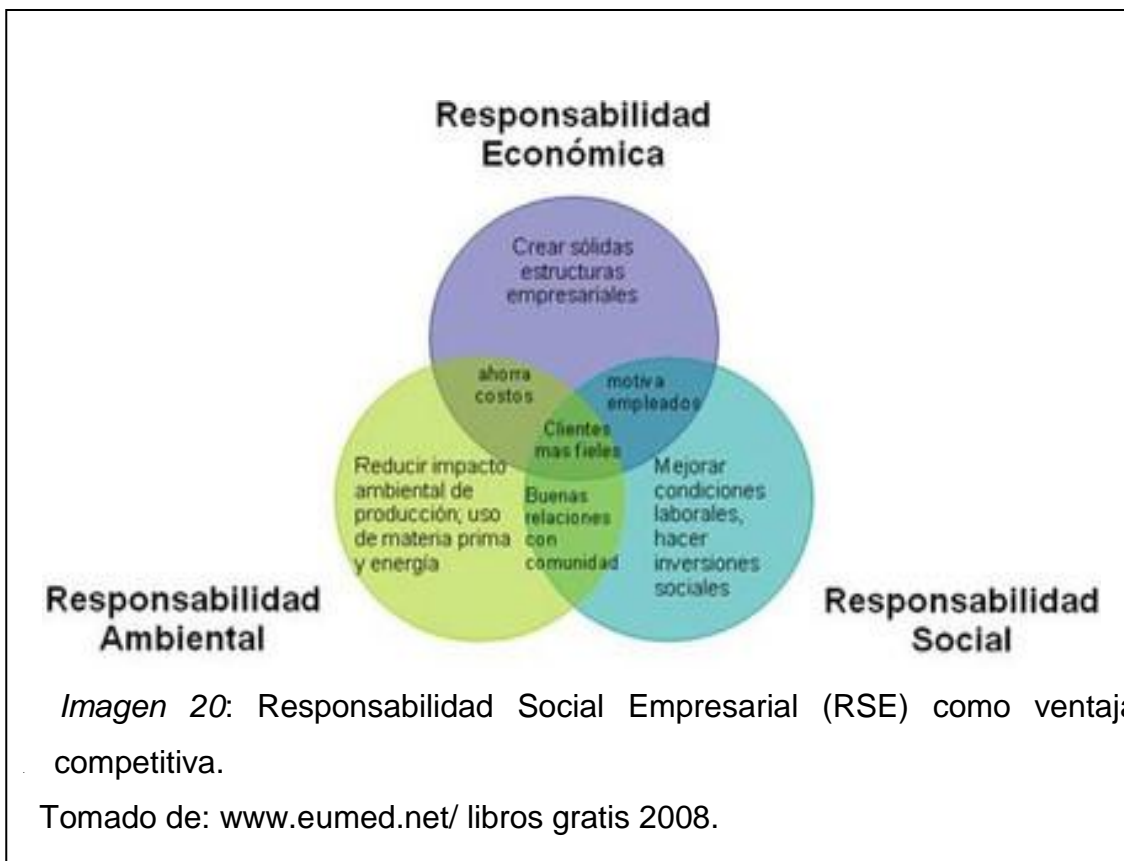 Responsabilidad
Económica
Crear sólidas
estructuras
empresariales
ahorra
costos
motiva
empleados
Clientes
mas fieles
Reducir impacto
ambiental de
producción; uso
de materia prima
y energía
Buenas
relaciones
con
comunidad
Mejorar
condiciones
laborales,
hacer
inversiones
sociales
Responsabilidad
Ambiental
Responsabilidad
Social
Imagen 20: Responsabilidad Social Empresarial (RSE) como ventaja
competitiva.
Tomado de: www.eumed.net/ libros gratis 2008.